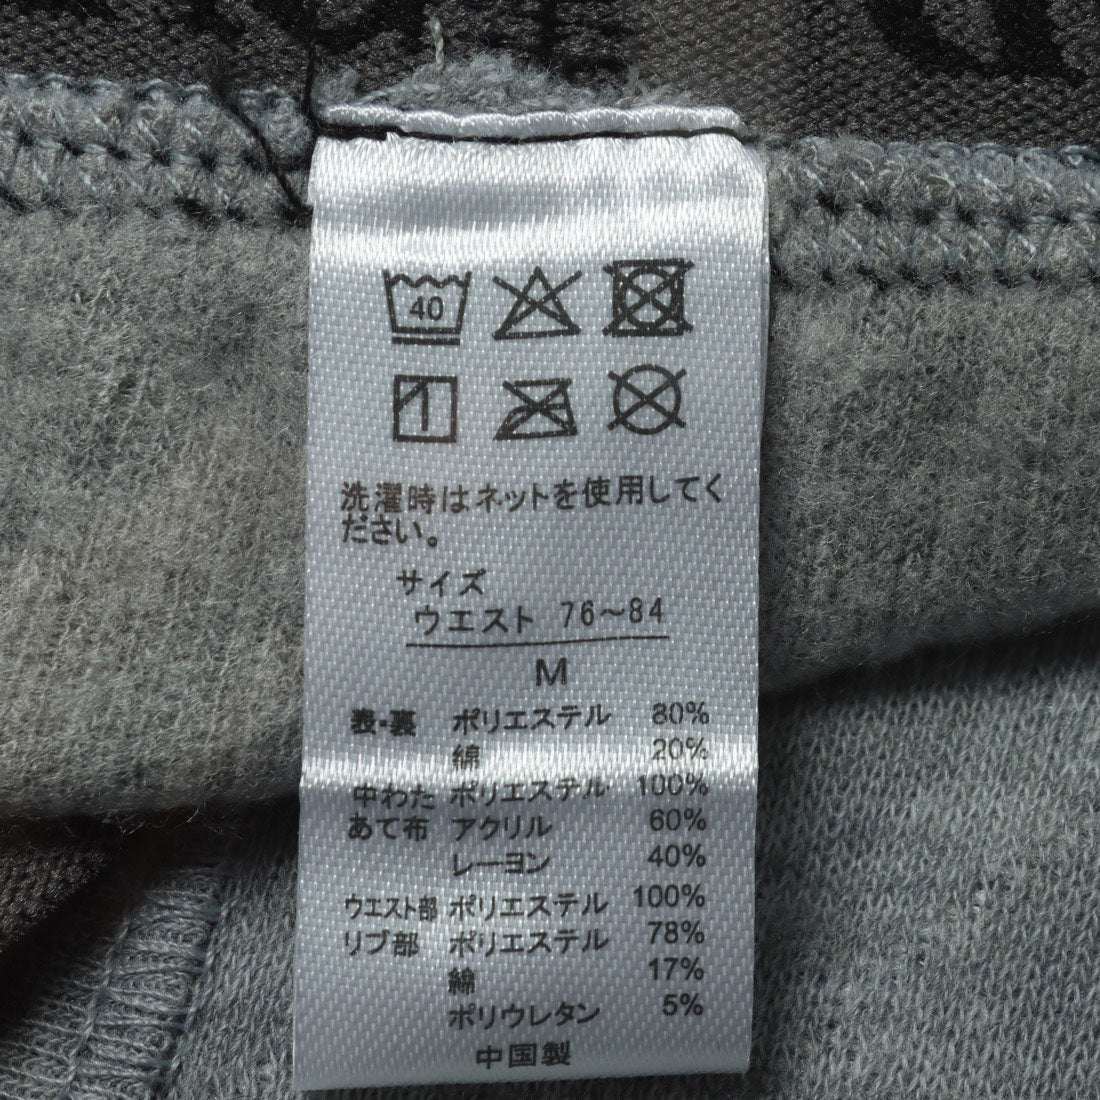 40
洗濯時はネットを使用してく
ださい。
サイズ
ウエスト 76～84
M
表・裏 ポリエステル 80%
綿 20%
中わた ポリエステル 100%
あて布 アクリル 60%
レーヨン 40%
ウエスト部 ポリエステル 100%
リブ部 ポリエステル 78%
綿 17%
ポリウレタン 5%
中国製